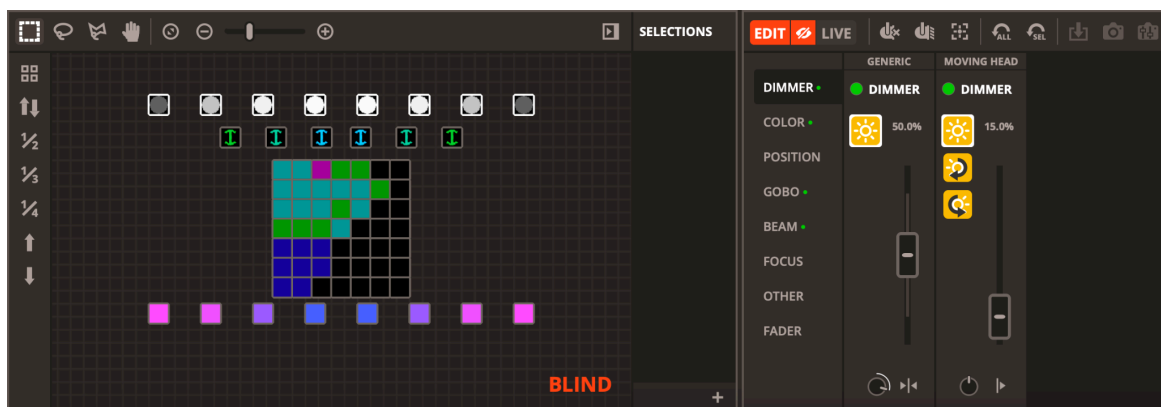 SELECTIONS
EDIT LIVE
ALL SEL
GENERIC MOVING HEAD
DIMMER DIMMER DIMMER
COLOR
50.0% 15.0%
POSITION
GOBO
BEAM
FOCUS
OTHER
FADER
1/2
1/3
1/4
BLIND
+